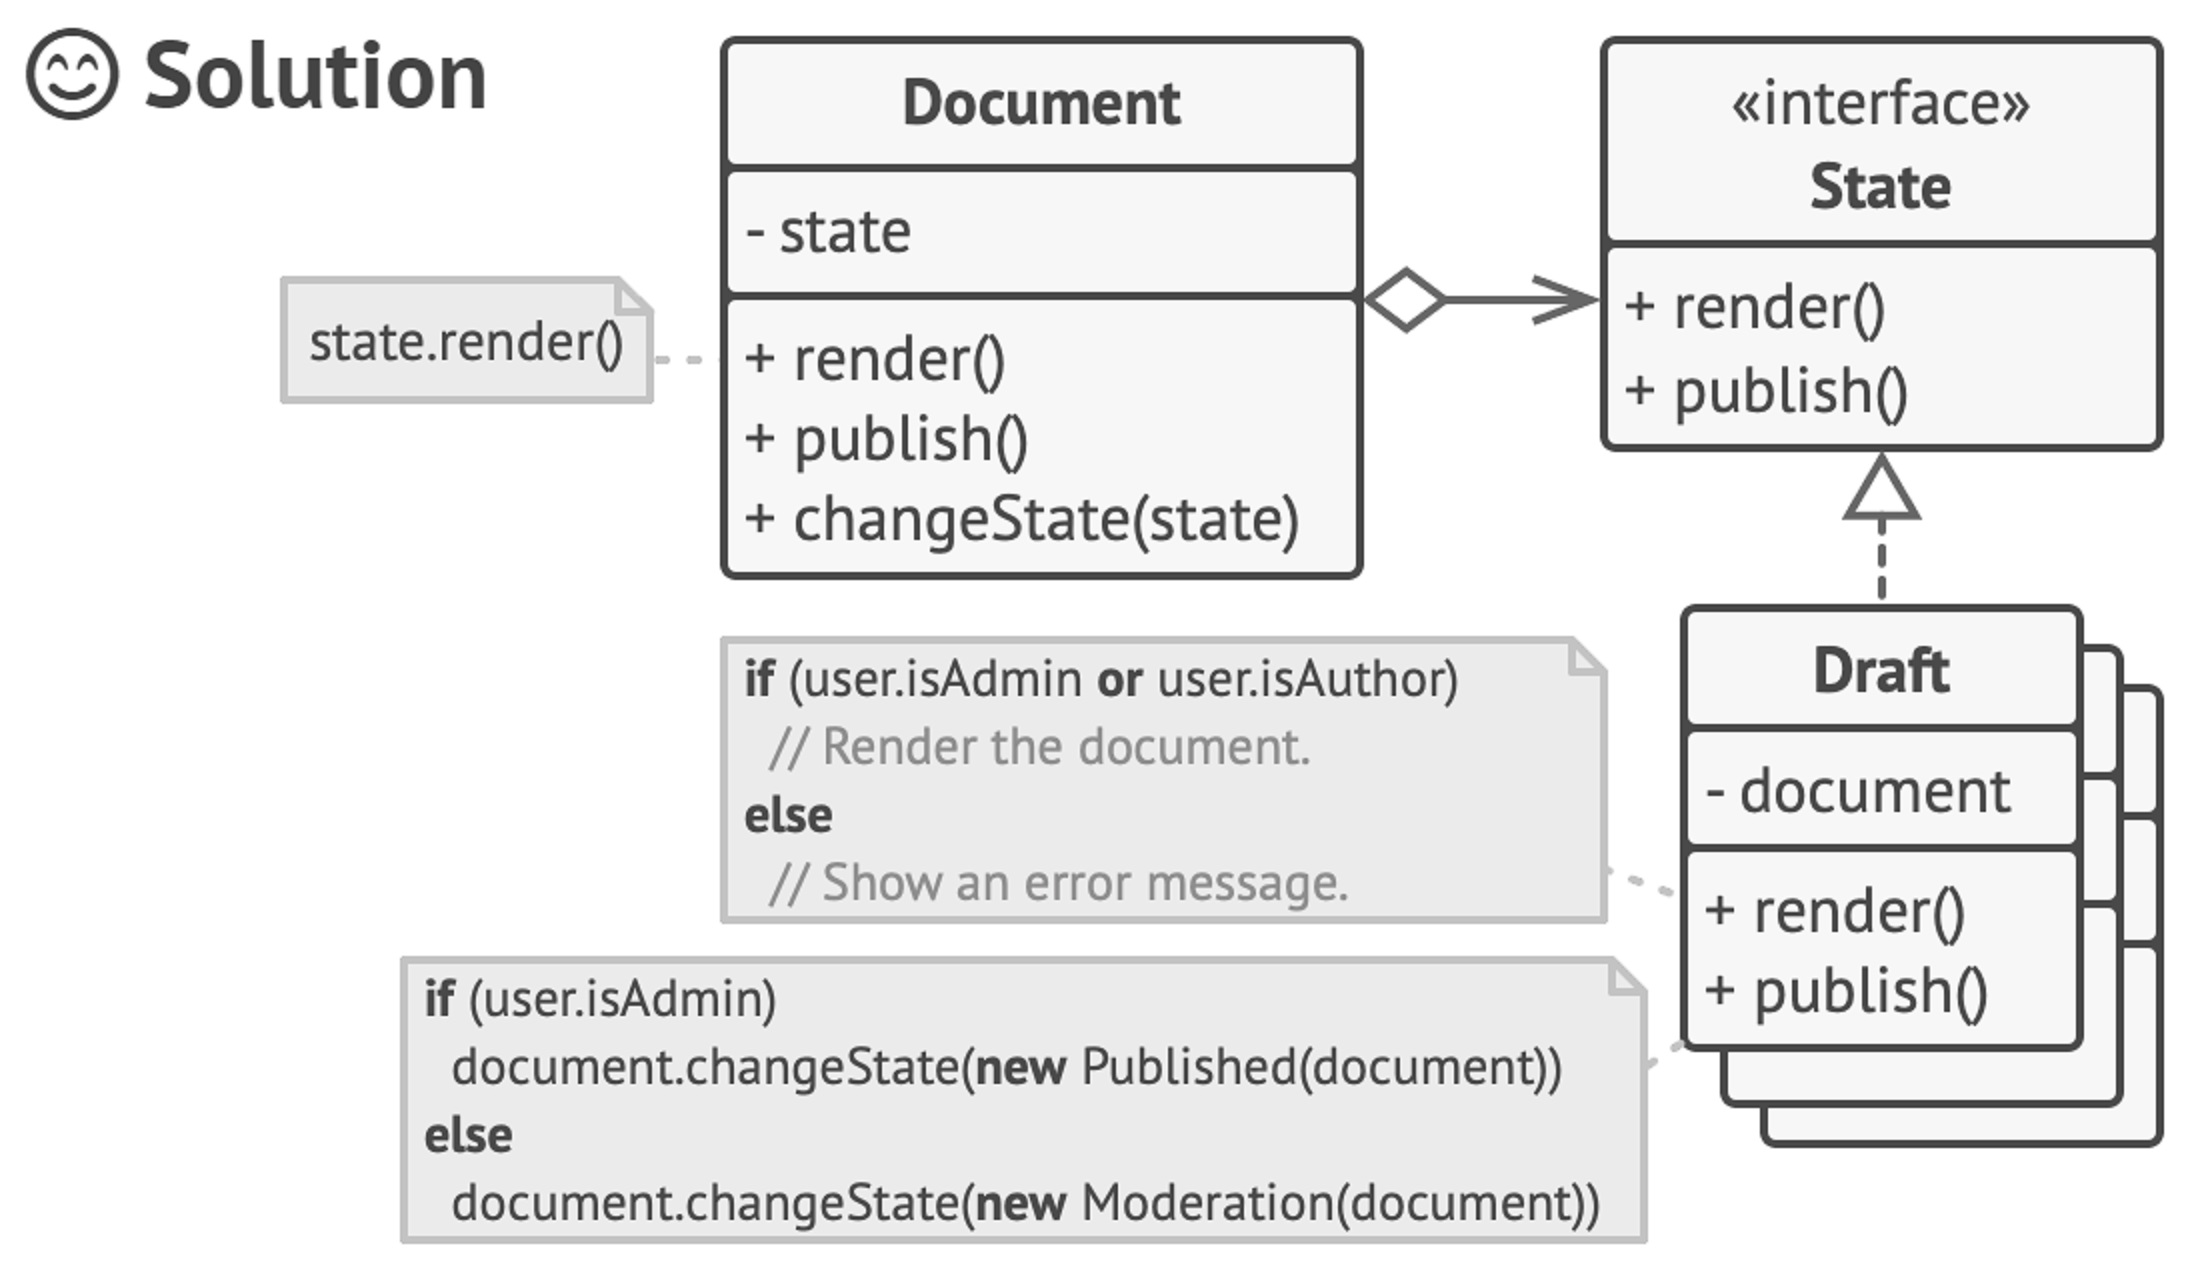 Solution
Document
- state
+ render()
+ publish()
+ changeState(state)
«interface»
State
+ render()
+ publish()
state.render()
if (user.isAdmin or user.isAuthor)
// Render the document.
else
// Show an error message.
Draft
- document
+ render()
+ publish()
if (user.isAdmin)
document.changeState(new Published(document))
else
document.changeState(new Moderation(document))